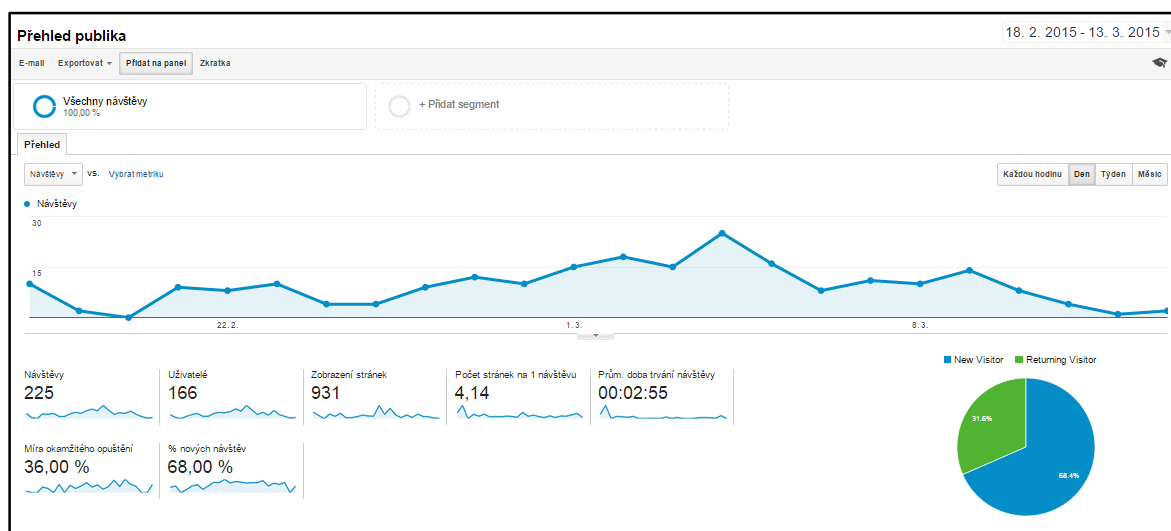 Přehled publika
18. 2. 2015 - 13. 3. 2015
E-mail Exportovat Přidat na panel Zkratka
Všechny návštěvy
100,00 %
+ Přidat segment
Přehled
Návštěvy vs. Vybrat metriku
Každou hodinu Den Týden Měsíc
Návštěvy
30
15
22. 2. 1. 3. 8. 3.
New Visitor Returning Visitor
Návštěvy Uživatelé Zobrazení stránek Počet stránek na 1 návštěvu Prům. doba trvání návštěvy
225 166 931 4,14 00:02:55
31.6%
68.4%
Míra okamžitého opuštění % nových návštěv
36,00 % 68,00 %